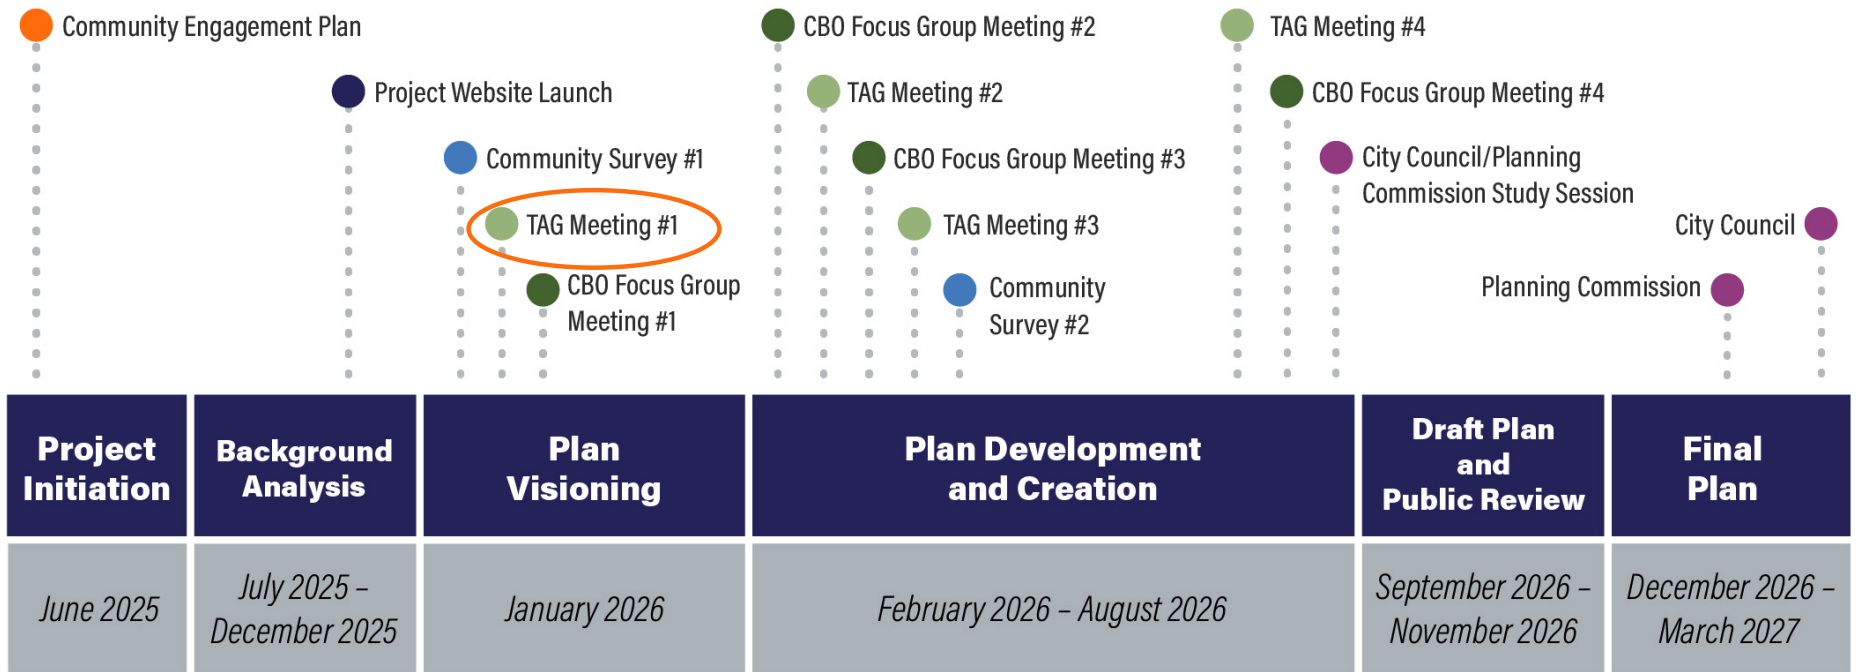 Community Engagement Plan
CBO Focus Group Meeting #2
TAG Meeting #4
Project Website Launch
TAG Meeting #2
CBO Focus Group Meeting #4
Community Survey #1
CBO Focus Group Meeting #3
City Council/Planning
Commission Study Session
TAG Meeting #1
TAG Meeting #3
City Council
CBO Focus Group
Meeting #1
Community
Survey #2
Planning Commission
Project
Initiation
Background
Analysis
Plan
Visioning
Plan Development
and Creation
Draft Plan
and
Public Review
Final
Plan
June 2025
July 2025 –
December 2025
January 2026
February 2026 – August 2026
September 2026 –
November 2026
December 2026 –
March 2027